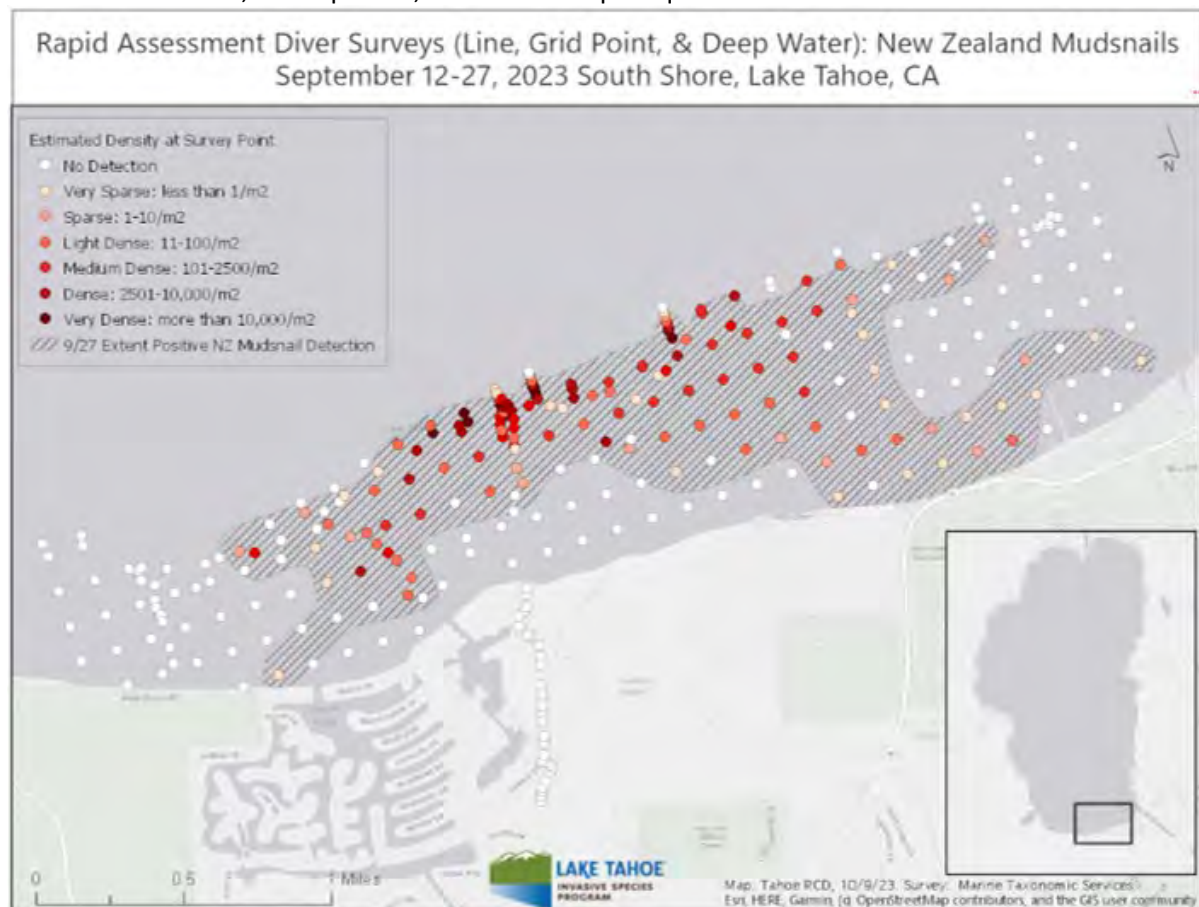 Rapid Assessment Diver Surveys (Line, Grid Point, & Deep Water): New Zealand Mudsnails
September 12-27, 2023 South Shore, Lake Tahoe, CA
Estimated Density at Survey Point
No Detection
Very Sparse: less than 1/m2
Sparse: 1-10/m2
Light Dense: 11-100/m2
Medium Dense: 101-2500/m2
Dense: 2501-10,000/m2
Very Dense: more than 10,000/m2
9/27 Extent Positive NZ Mudsnail Detection
N
0 0.5 1 Miles
LAKE TAHOE
INVASIVE SPECIES
PROGRAM
Map: Tahoe RCD, 10/9/23. Survey: Marine Taxonomic Services
Esri, HERE, Garmin, (c) OpenStreetMap contributors, and the GIS user community